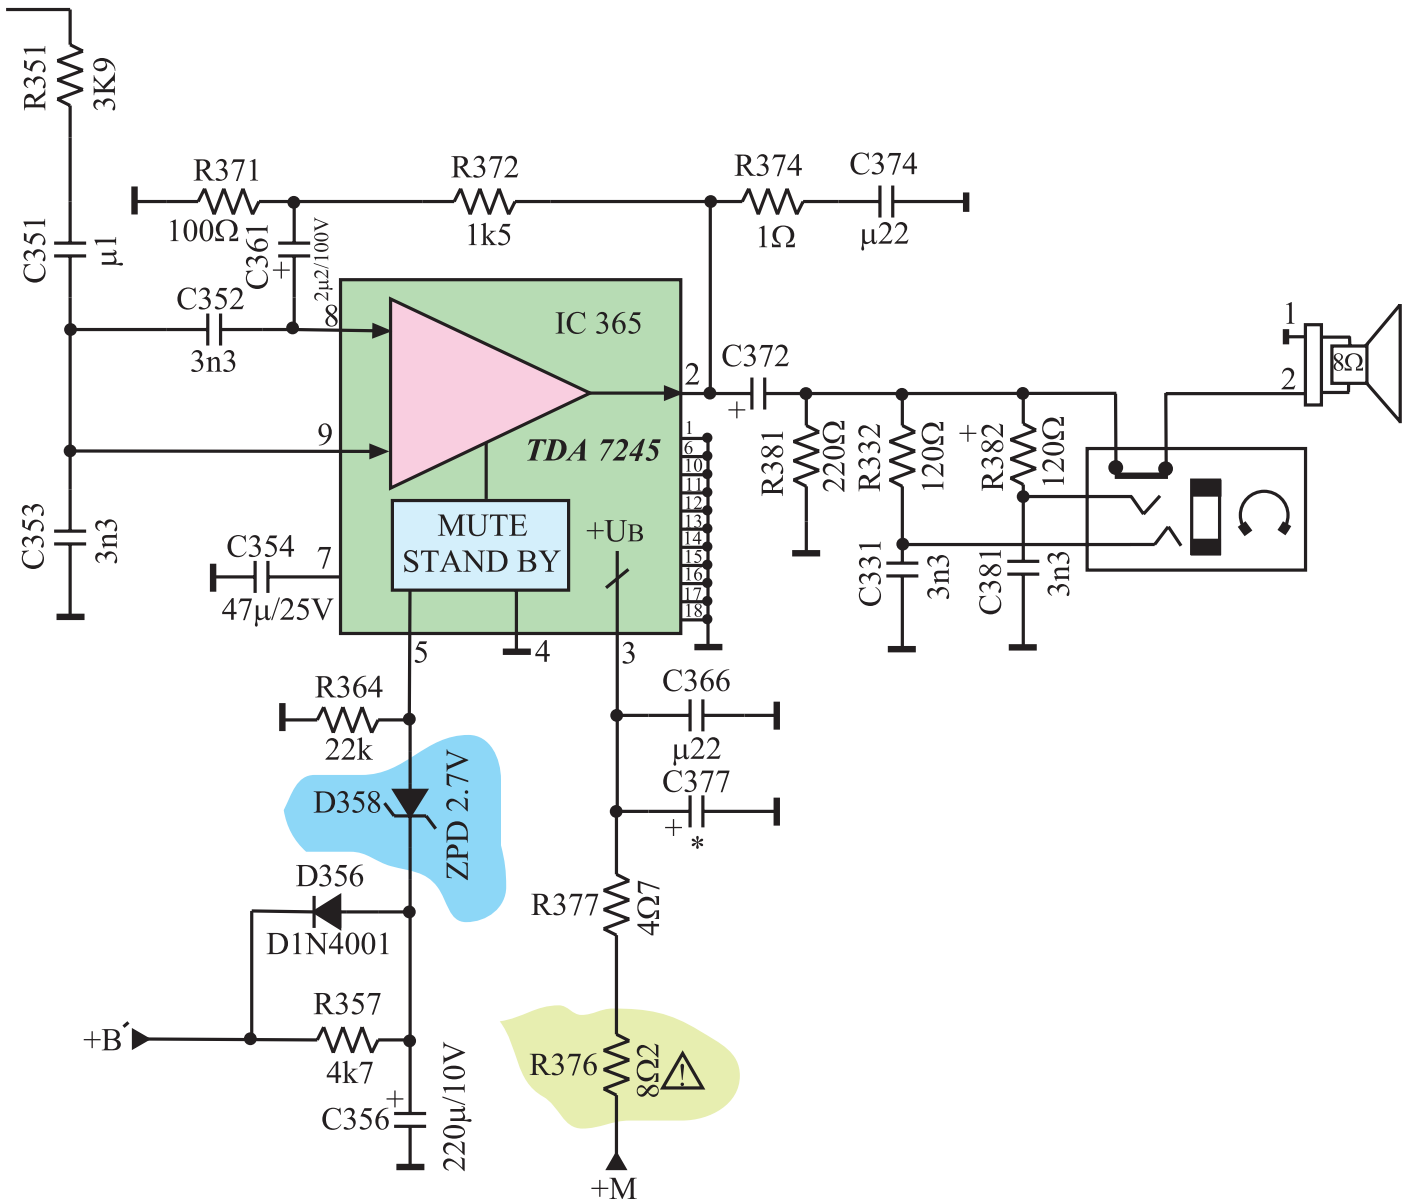 R351
3K9
R371
100Ω
R372
1k5
R374
1Ω
C374
µ22
C351
µ1
C361
+
2µ2/100V
C352
3n3
8
IC 365
2
C372
+
1
2
8Ω
9
TDA 7245
1
6
10
11
12
13
14
15
16
17
18
R381
220Ω
R332
120Ω
+
R382
120Ω
C353
3n3
MUTE
STAND BY
+UB
C354
7
47µ/25V
C331
3n3
C381
3n3
5
4
3
R364
22k
C366
µ22
C377
+
*
D358
ZPD 2.7V
D356
D1N4001
R377
4Ω7
R357
4k7
+B´
R376
8Ω2
!
+
C356
220µ/10V
+M